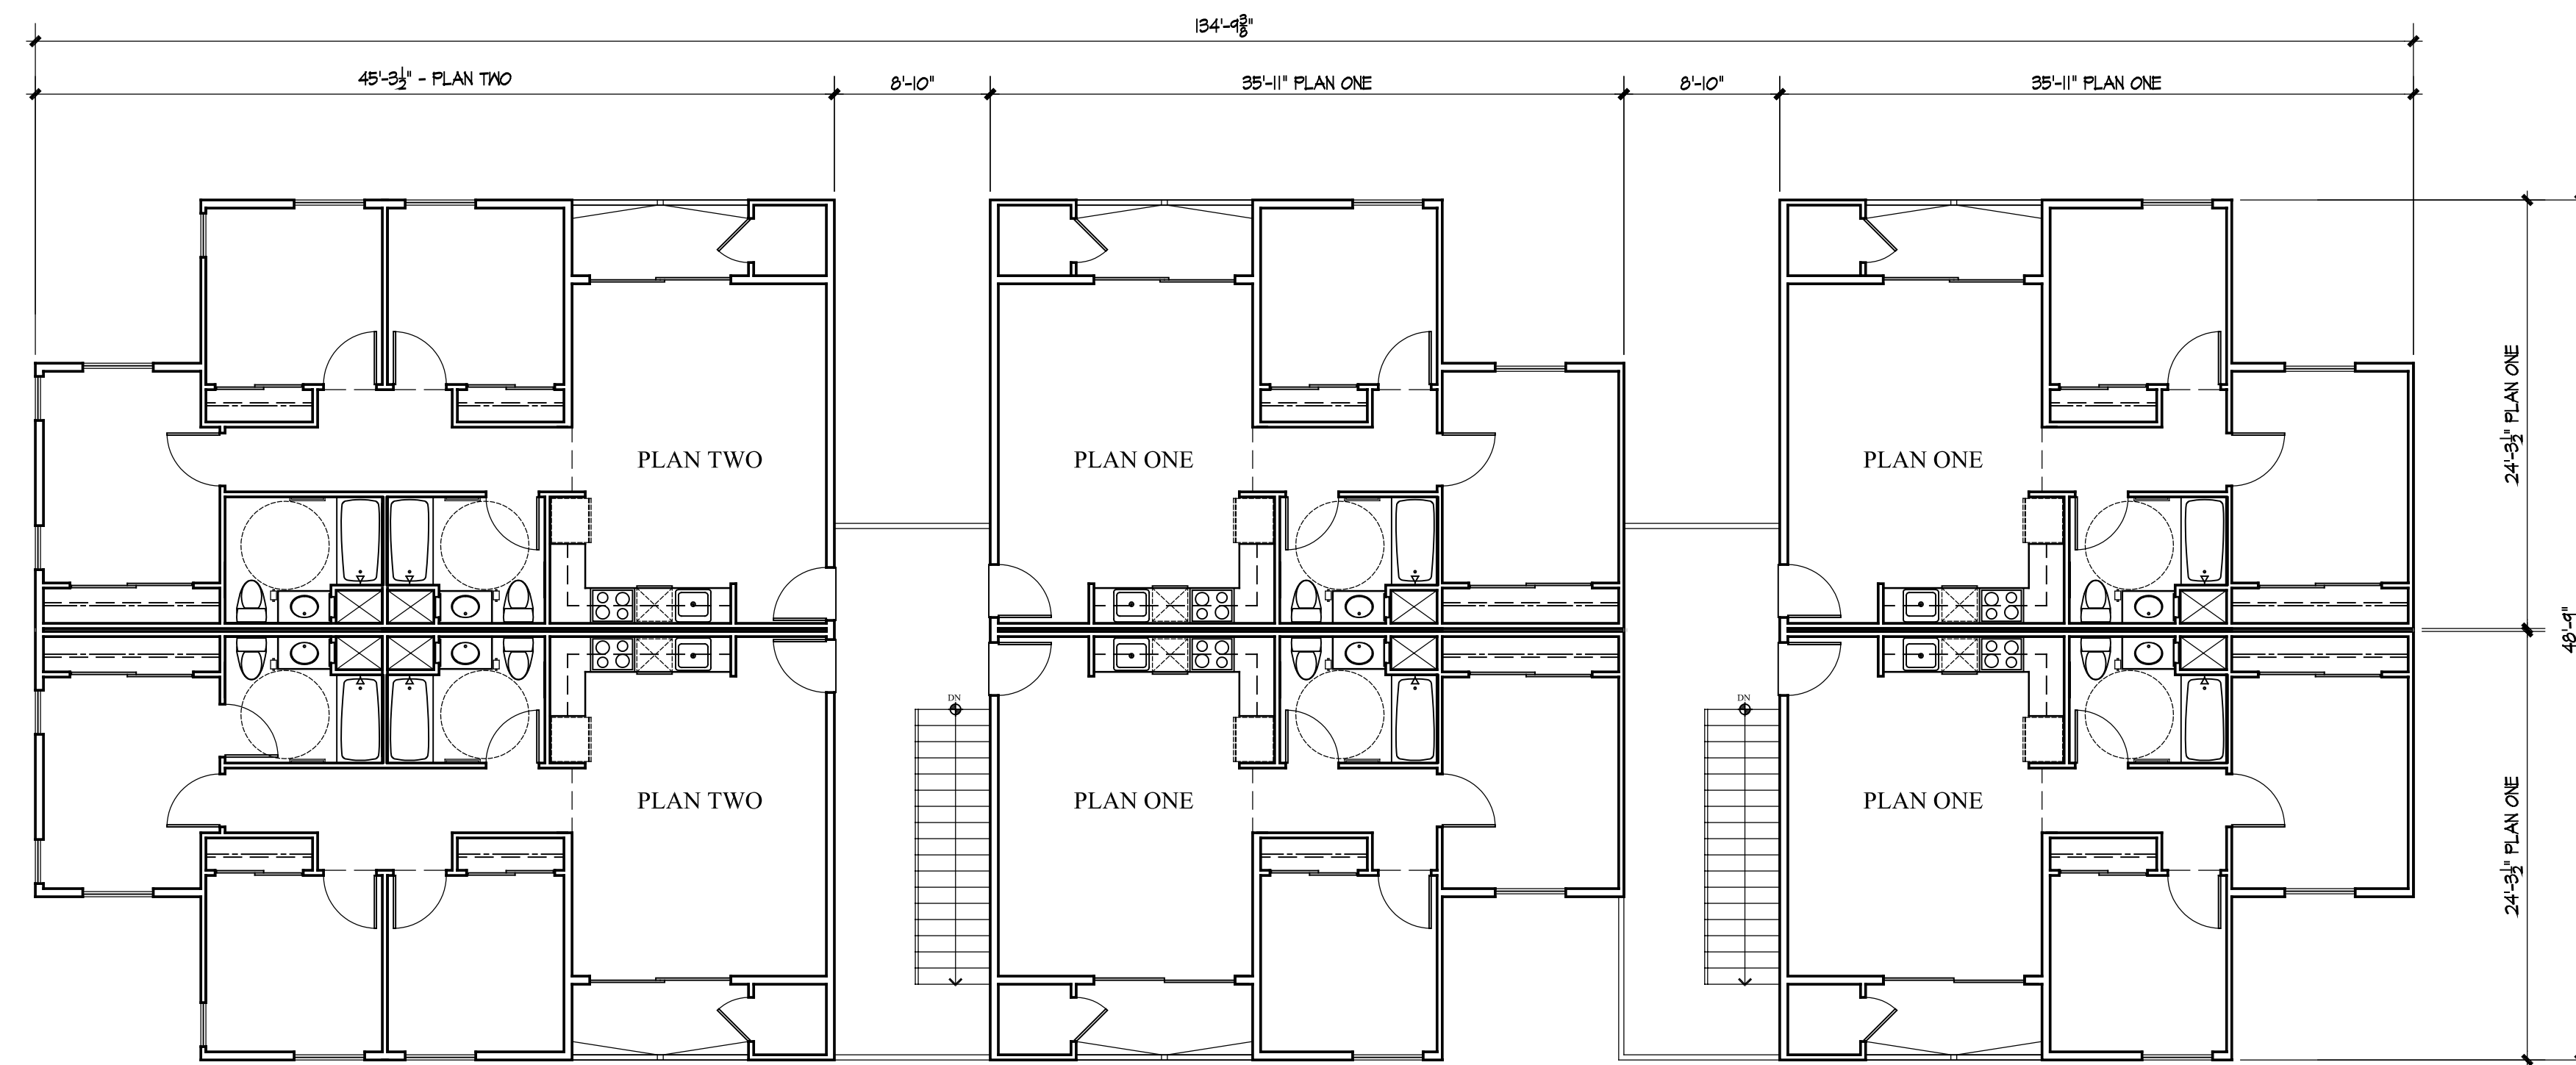 134'-9 3/8"
45'-3 1/2" - PLAN TWO
8'-10"
35'-11" PLAN ONE
8'-10"
35'-11" PLAN ONE
24'-3 1/2" PLAN ONE
PLAN TWO
PLAN ONE
PLAN ONE
48'-9"
DN
DN
PLAN TWO
PLAN ONE
PLAN ONE
24'-3 1/2" PLAN ONE